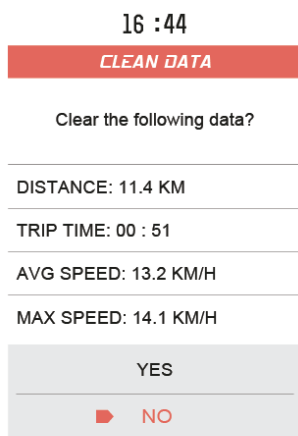 16 :44
CLEAN DATA
Clear the following data?
DISTANCE: 11.4 KM
TRIP TIME: 00 : 51
AVG SPEED: 13.2 KM/H
MAX SPEED: 14.1 KM/H
YES
NO